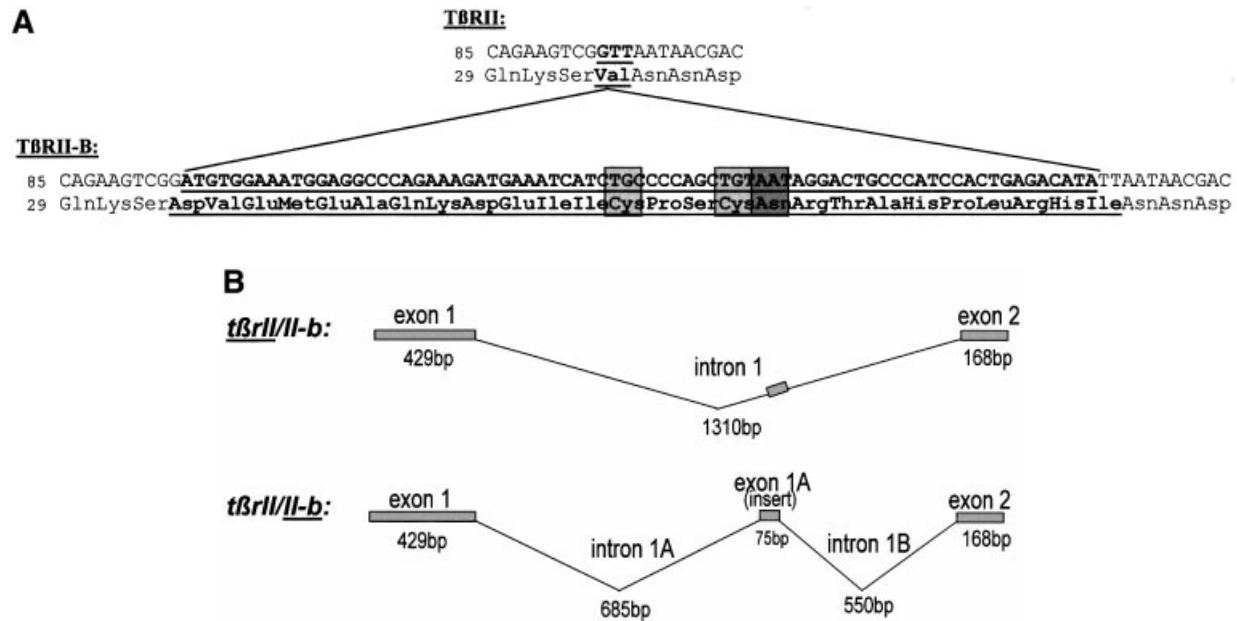 A
TßRII:
85 CAGAAGTCGGTTAATAACGAC
29 GlnLysSerValAsnAsnAsp
TßRII-B:
85 CAGAAGTCGGATGTGGAAATGGAGGCCCAGAAAGATGAAATCATCTGCCCCAGCTGTAATAGGACTGCCCATCCACTGAGACATATTAATAACGAC
29 GlnLysSerAspValGluMetGluAlaGlnLysAspGluIleIleCysProSerCysAsnArgThrAlaHisProLeuArgHisIleAsnAsnAsp
B
tßrII/II-b:
exon 1
429bp
intron 1
1310bp
exon 2
168bp
tßrII/II-b:
exon 1
429bp
intron 1A
685bp
exon 1A
(insert)
75bp
intron 1B
550bp
exon 2
168bp